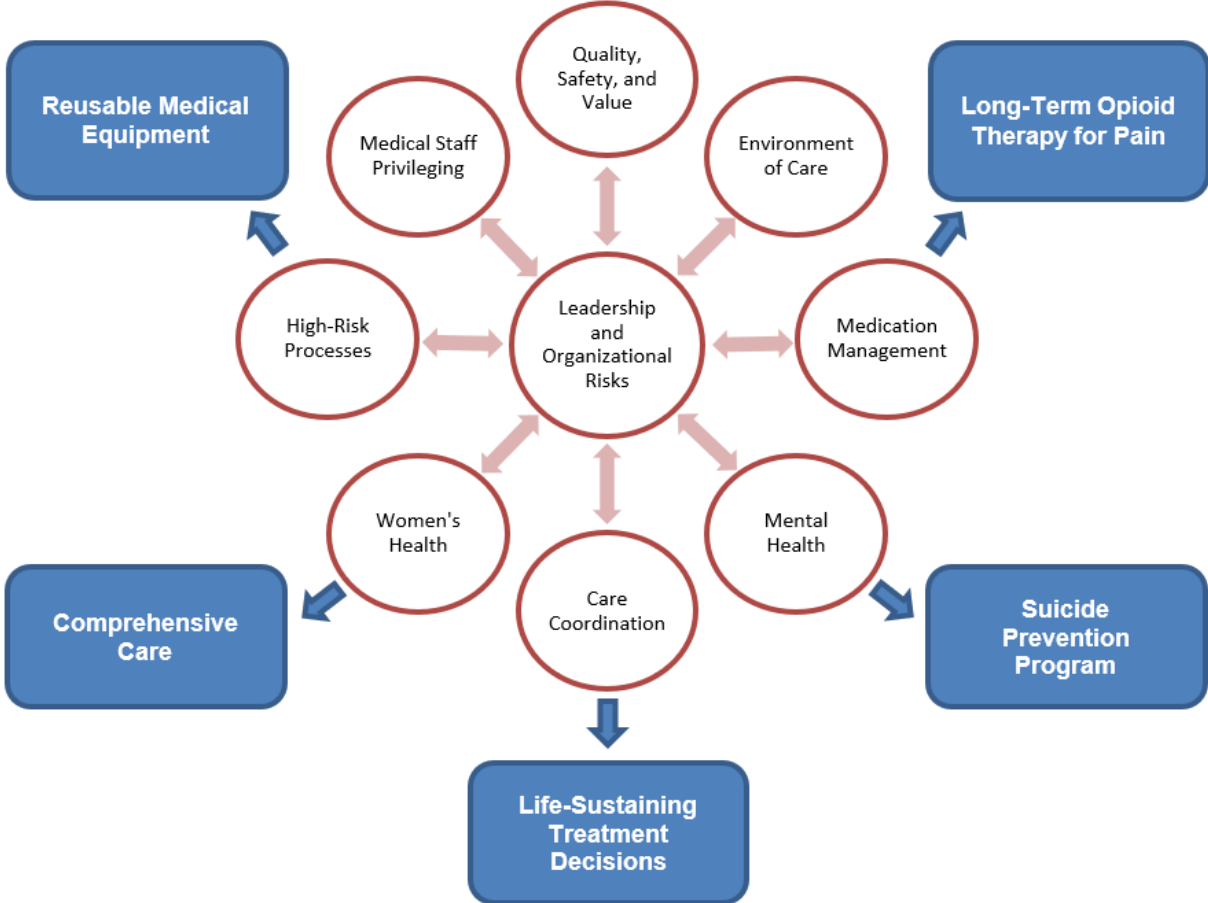 Quality,
Safety, and
Value
Reusable Medical
Equipment
Long-Term Opioid
Therapy for Pain
Medical Staff
Privileging
Environment
of Care
High-Risk
Processes
Leadership
and
Organizational
Risks
Medication
Management
Women's
Health
Mental
Health
Care
Coordination
Comprehensive
Care
Suicide
Prevention
Program
Life-Sustaining
Treatment
Decisions